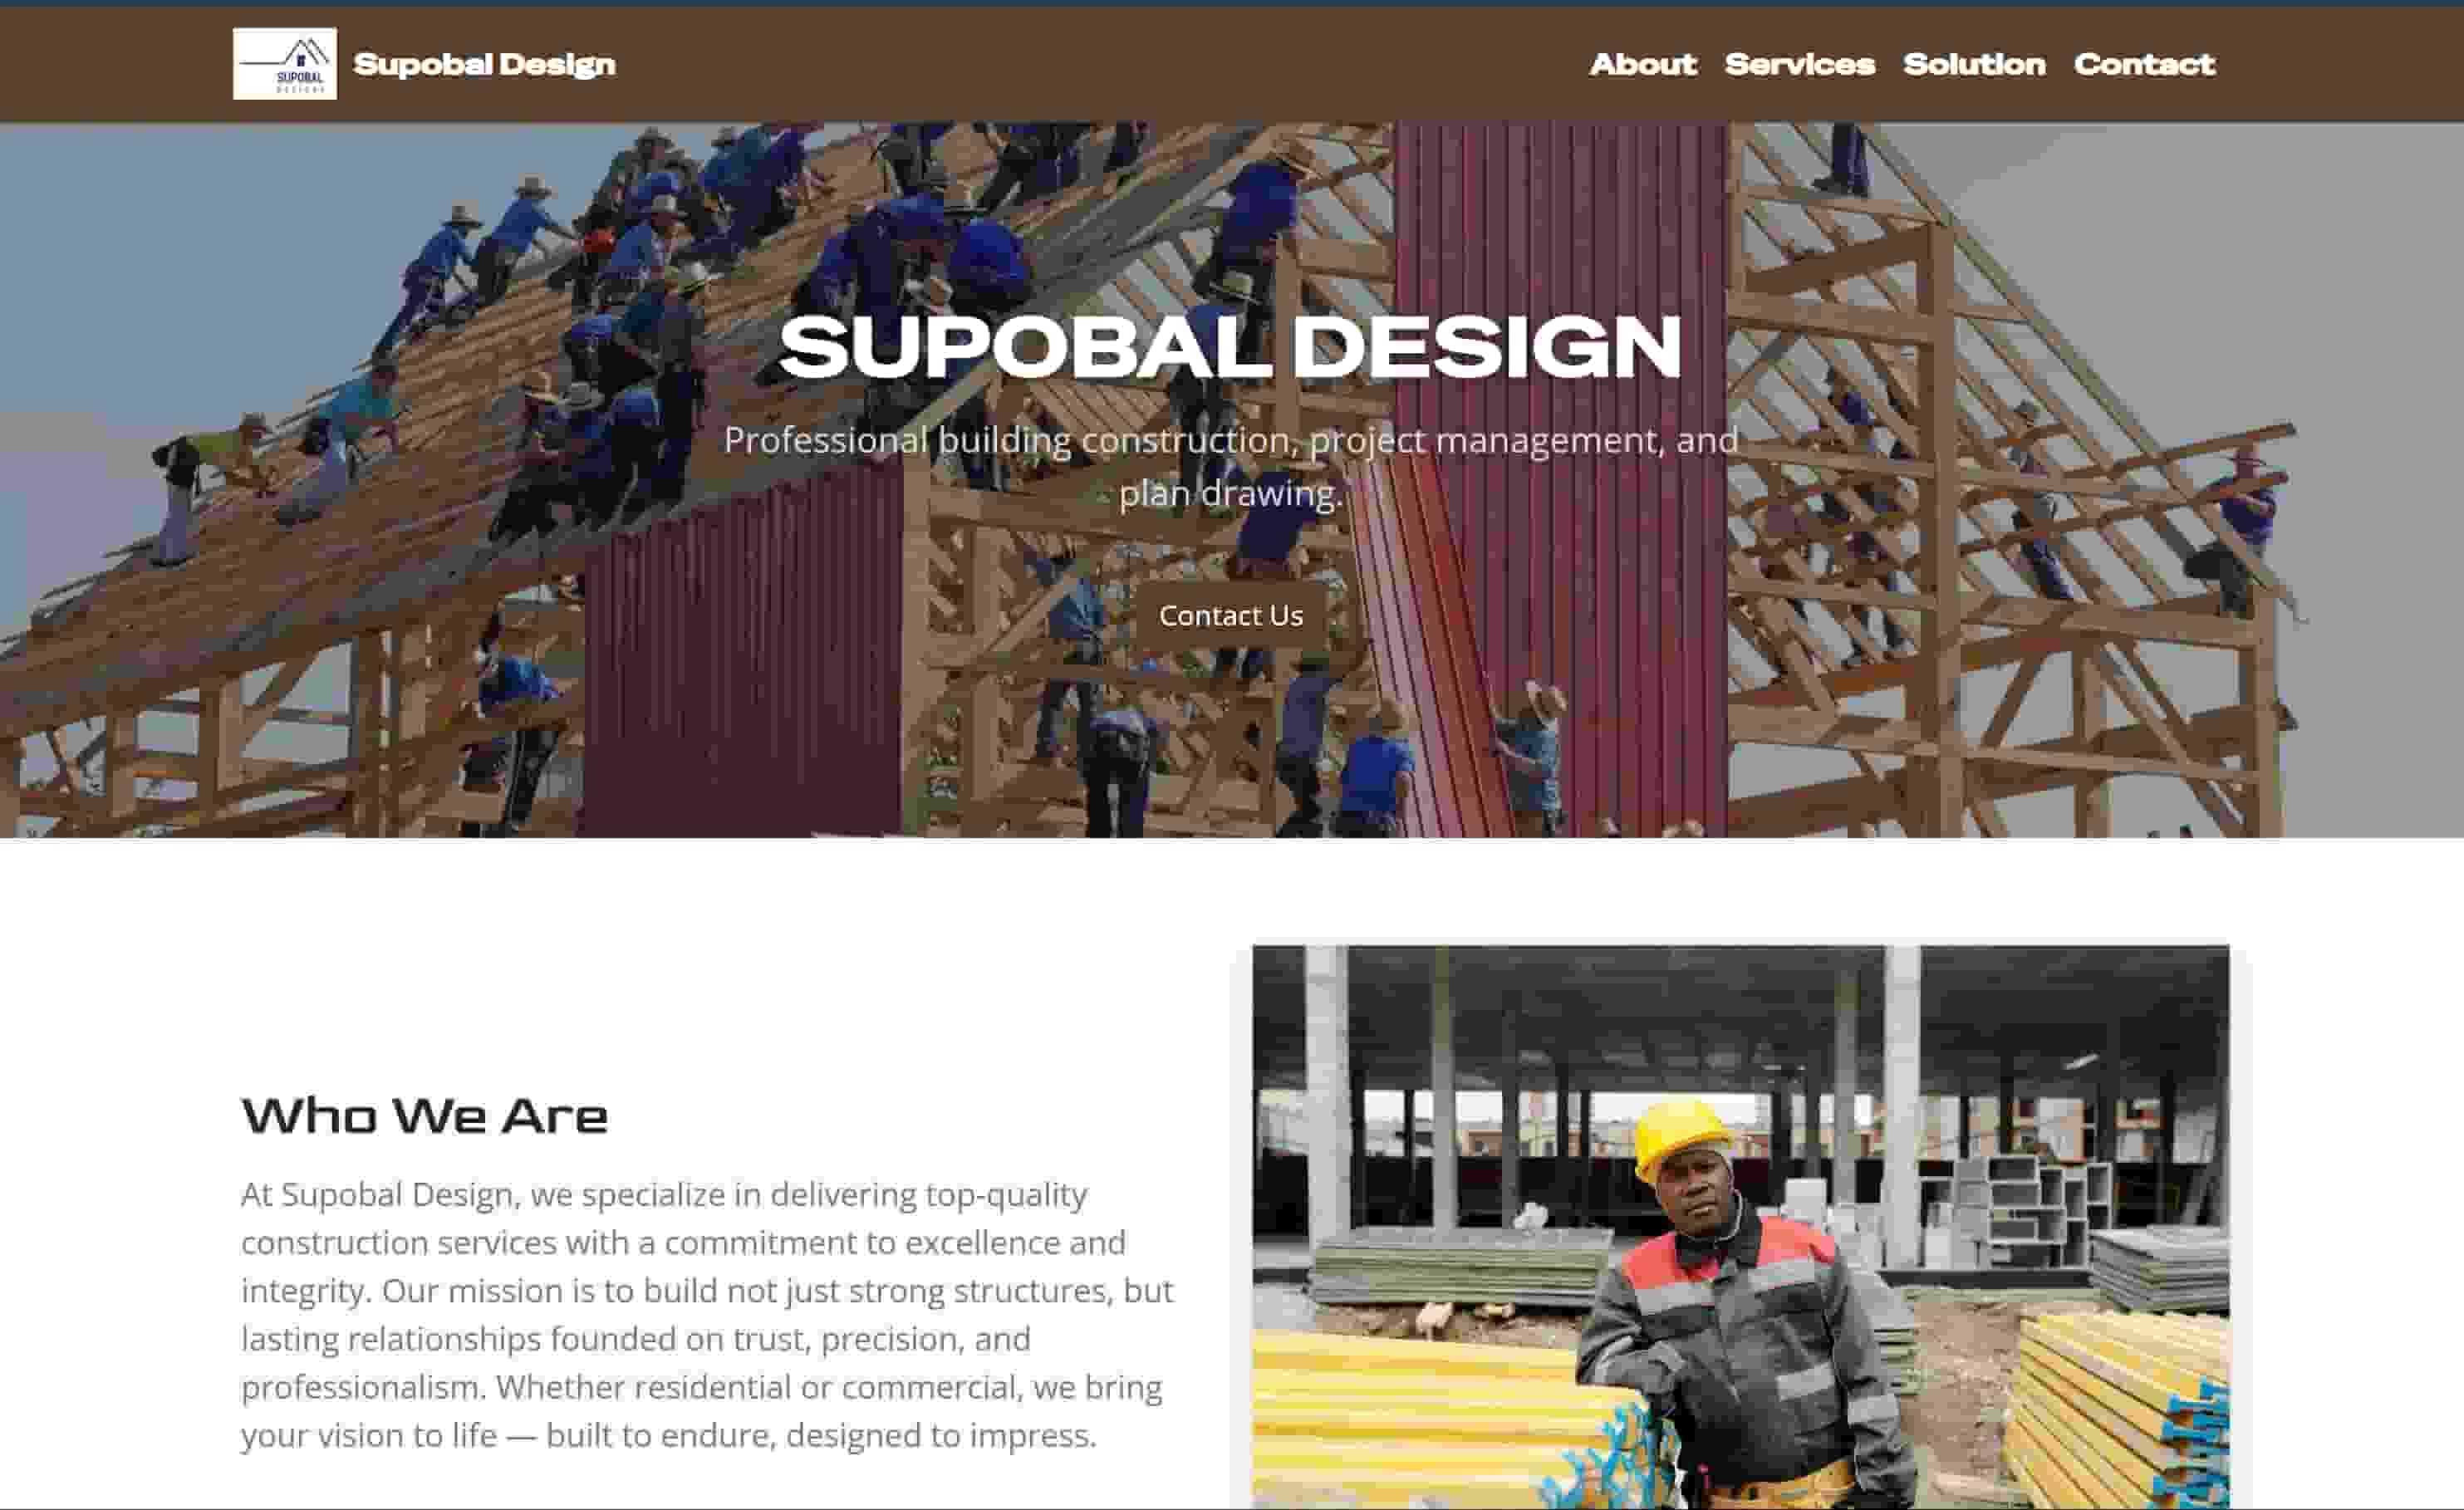 SUPOBAL
DESIGNS
Supobal Design
About Services Solution Contact
SUPOBAL DESIGN
Professional building construction, project management, and
plan drawing.
Contact Us
Who We Are
At Supobal Design, we specialize in delivering top-quality
construction services with a commitment to excellence and
integrity. Our mission is to build not just strong structures, but
lasting relationships founded on trust, precision, and
professionalism. Whether residential or commercial, we bring
your vision to life — built to endure, designed to impress.